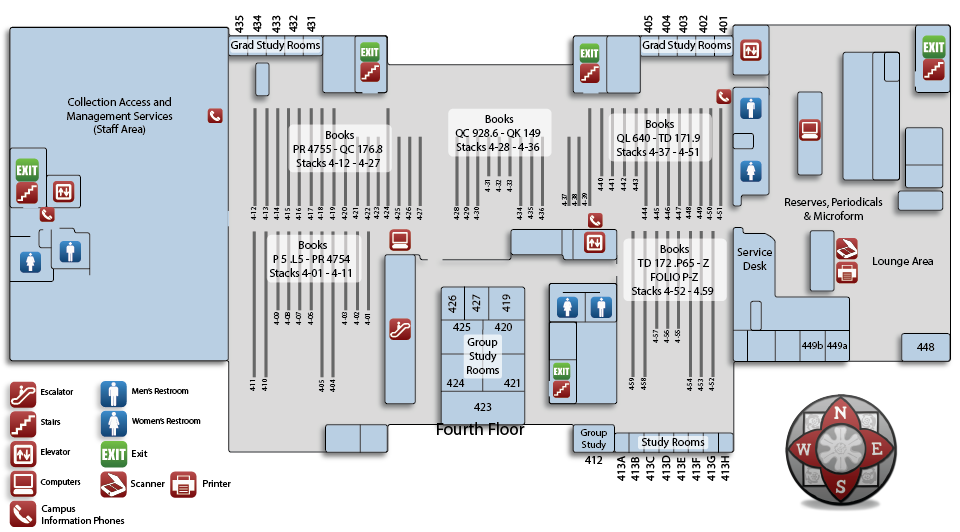 435
434
433
432
431
Grad Study Rooms
EXIT
EXIT
405
404
403
402
401
Grad Study Rooms
EXIT
Collection Access and
Management Services
(Staff Area)
Books
PR 4755 - QC 176.8
Stacks 4-12 - 4-27
Books
QC 928.6 - QK 149
Stacks 4-28 - 4-36
Books
QL 640 - TD 171.9
Stacks 4-37 - 4-51
EXIT
4-12
4-13
4-14
4-15
4-16
4-17
4-18
4-19
4-20
4-21
4-22
4-23
4-24
4-25
4-26
4-27
4-28
4-29
4-30
4-31
4-32
4-33
4-34
4-35
4-36
4-37
4-38
4-39
4-40
4-41
4-42
4-43
4-44
4-45
4-46
4-47
4-48
4-49
4-50
4-51
Reserves, Periodicals
& Microform
Books
P 5 .L5 - PR 4754
Stacks 4-01 - 4-11
Books
TD 172 .P65 - Z
FOLIO P-Z
Stacks 4-52 - 4.59
Service
Desk
Lounge Area
4-09
4-08
4-07
4-06
4-03
4-02
4-01
4-11
4-10
4-05
4-04
426
427
419
425
420
Group
Study
Rooms
424
421
423
EXIT
4-57
4-56
4-55
4-59
4-58
4-54
4-53
4-52
449b
449a
448
Fourth Floor
Group
Study
412
Study Rooms
413A
413B
413C
413D
413E
413F
413G
413H
Escalator
Men's Restroom
Stairs
Women's Restroom
Elevator
EXIT
Exit
Computers
Scanner
Printer
Campus
Information Phones
N
W
E
S